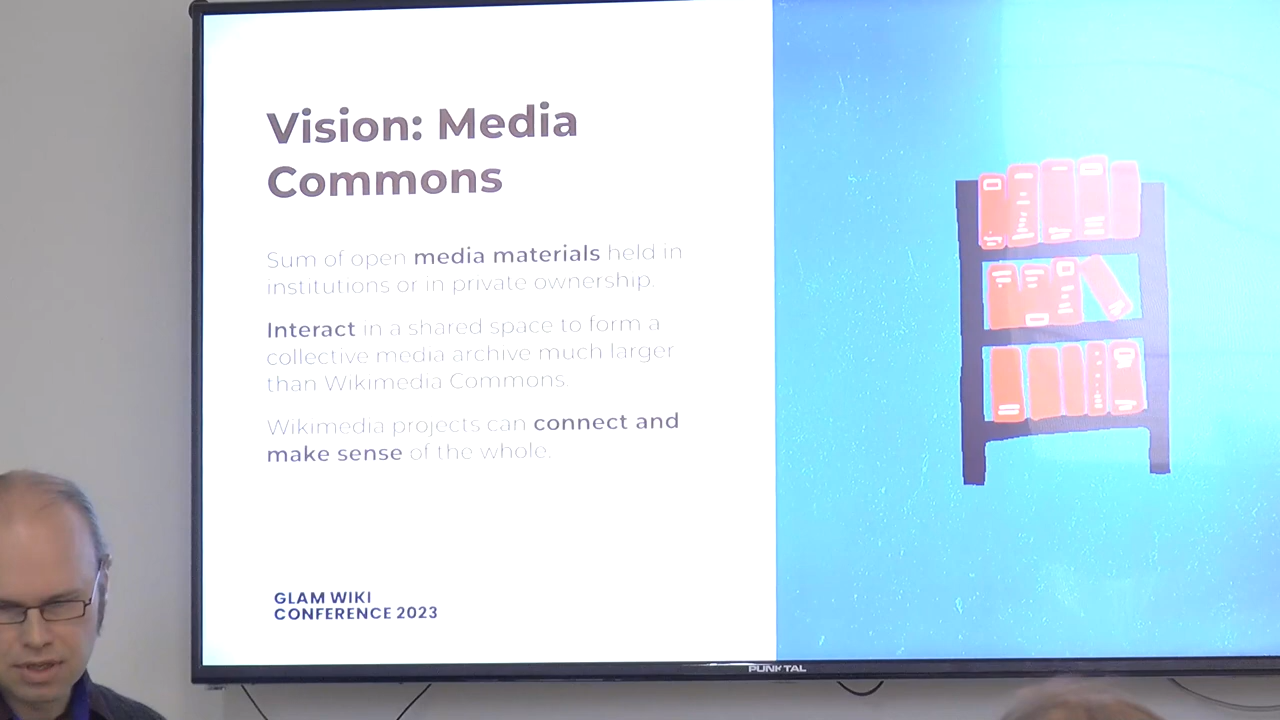 Vision: Media
Commons
Sum of open media materials held in
institutions or in private ownership.
Interact in a shared space to form a
collective media archive much larger
than Wikimedia Commons.
Wikimedia projects can connect and
make sense of the whole.
GLAM WIKI
CONFERENCE 2023
PUNKTAL